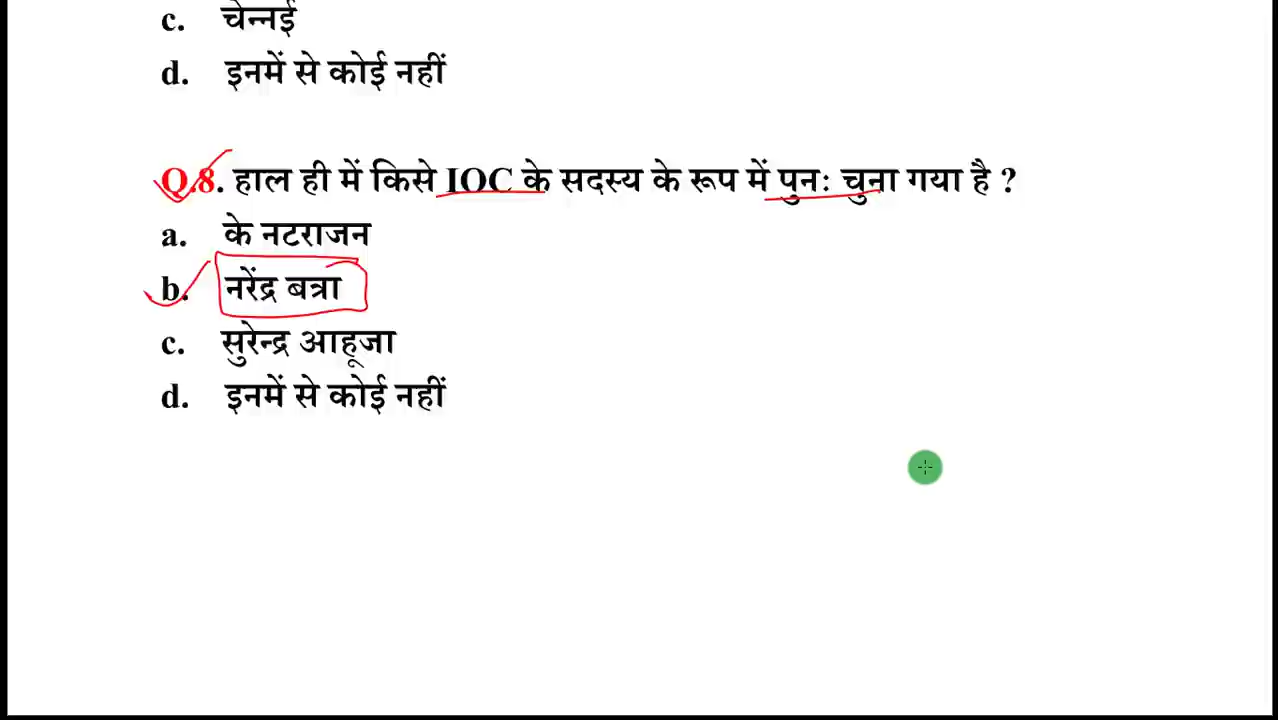 c. चेन्नई
d. इनमें से कोई नहीं
Q.8. हाल ही में किसे IOC के सदस्य के रूप में पुनः चुना गया है ?
a. के नटराजन
b. नरेंद्र बत्रा
c. सुरेन्द्र आहूजा
d. इनमें से कोई नहीं